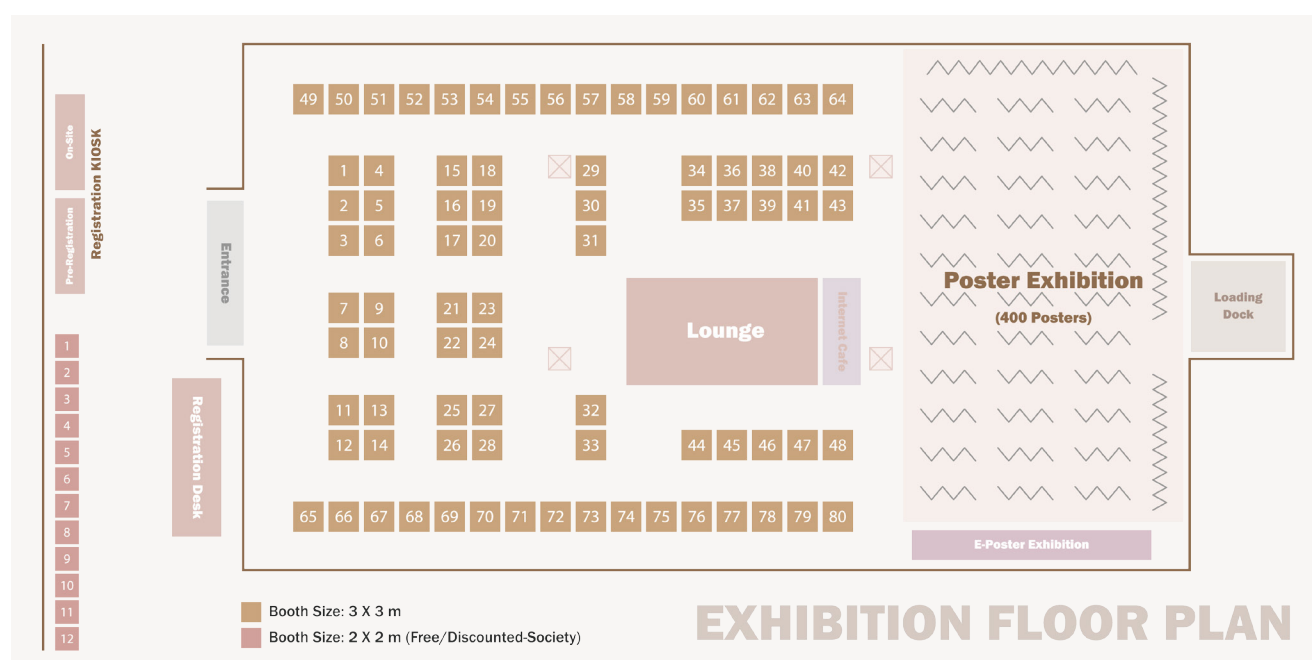 On-Site
Pre-Registration
Registration KIOSK
1
2
3
4
5
6
7
8
9
10
11
12
Entrance
Registration Desk
49 50 51 52 53 54 55 56 57 58 59 60 61 62 63 64
1 4 15 18 29 34 36 38 40 42
2 5 16 19 30 35 37 39 41 43
3 6 17 20 31
7 9 21 23
8 10 22 24
Lounge
Internet Cafe
11 13 25 27 32
12 14 26 28 33 44 45 46 47 48
65 66 67 68 69 70 71 72 73 74 75 76 77 78 79 80
Poster Exhibition
(400 Posters)
Loading
Dock
E-Poster Exhibition
Booth Size: 3 X 3 m
Booth Size: 2 X 2 m (Free/Discounted-Society)
EXHIBITION FLOOR PLAN